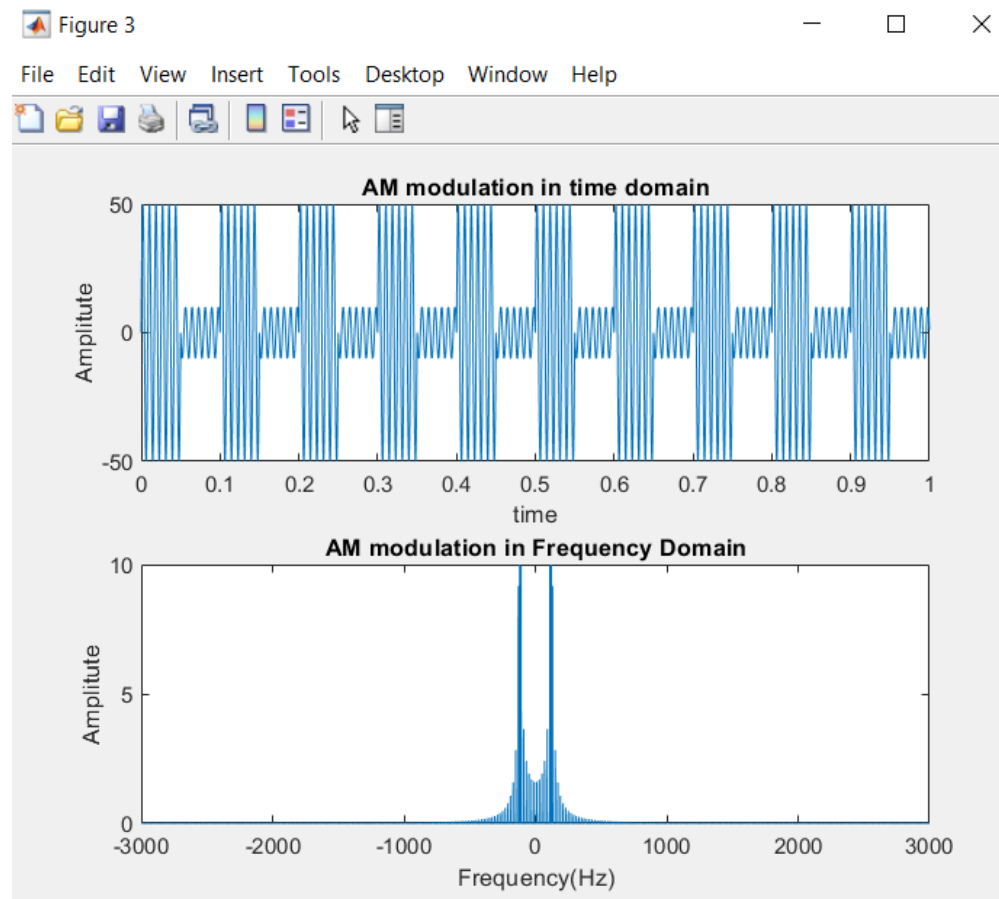 Figure 3
File Edit View Insert Tools Desktop Window Help
AM modulation in time domain
50
0
-50
Amplitute
0 0.1 0.2 0.3 0.4 0.5 0.6 0.7 0.8 0.9 1
time
AM modulation in Frequency Domain
10
5
0
Amplitute
-3000 -2000 -1000 0 1000 2000 3000
Frequency(Hz)